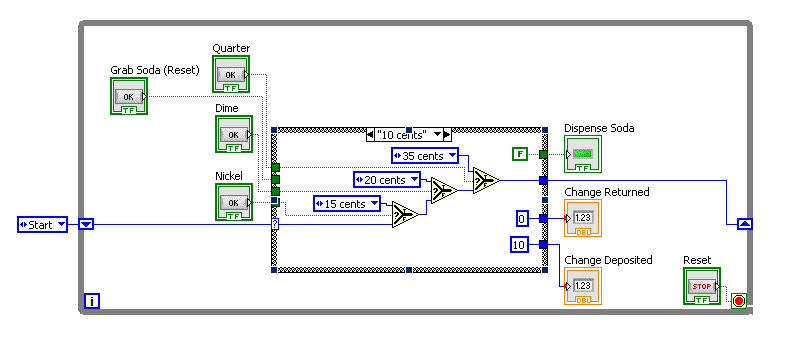 Quarter
OK
TF
Grab Soda (Reset)
OK
TF
Dime
OK
TF
"10 cents"
Dispense Soda
F
TF
35 cents
?
Nickel
OK
TF
20 cents
?
Change Returned
15 cents
?
0
1.23
DBL
Start
?
10
Change Deposited
1.23
DBL
Reset
STOP
TF
i